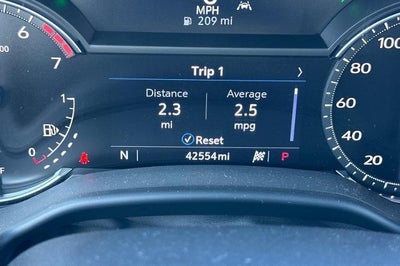 MPH
209 mi
Trip 1
Distance Average
2.3 2.5
mi mpg
Reset
N 42554mi P
7
6
1
0
F
100
80
60
40
20